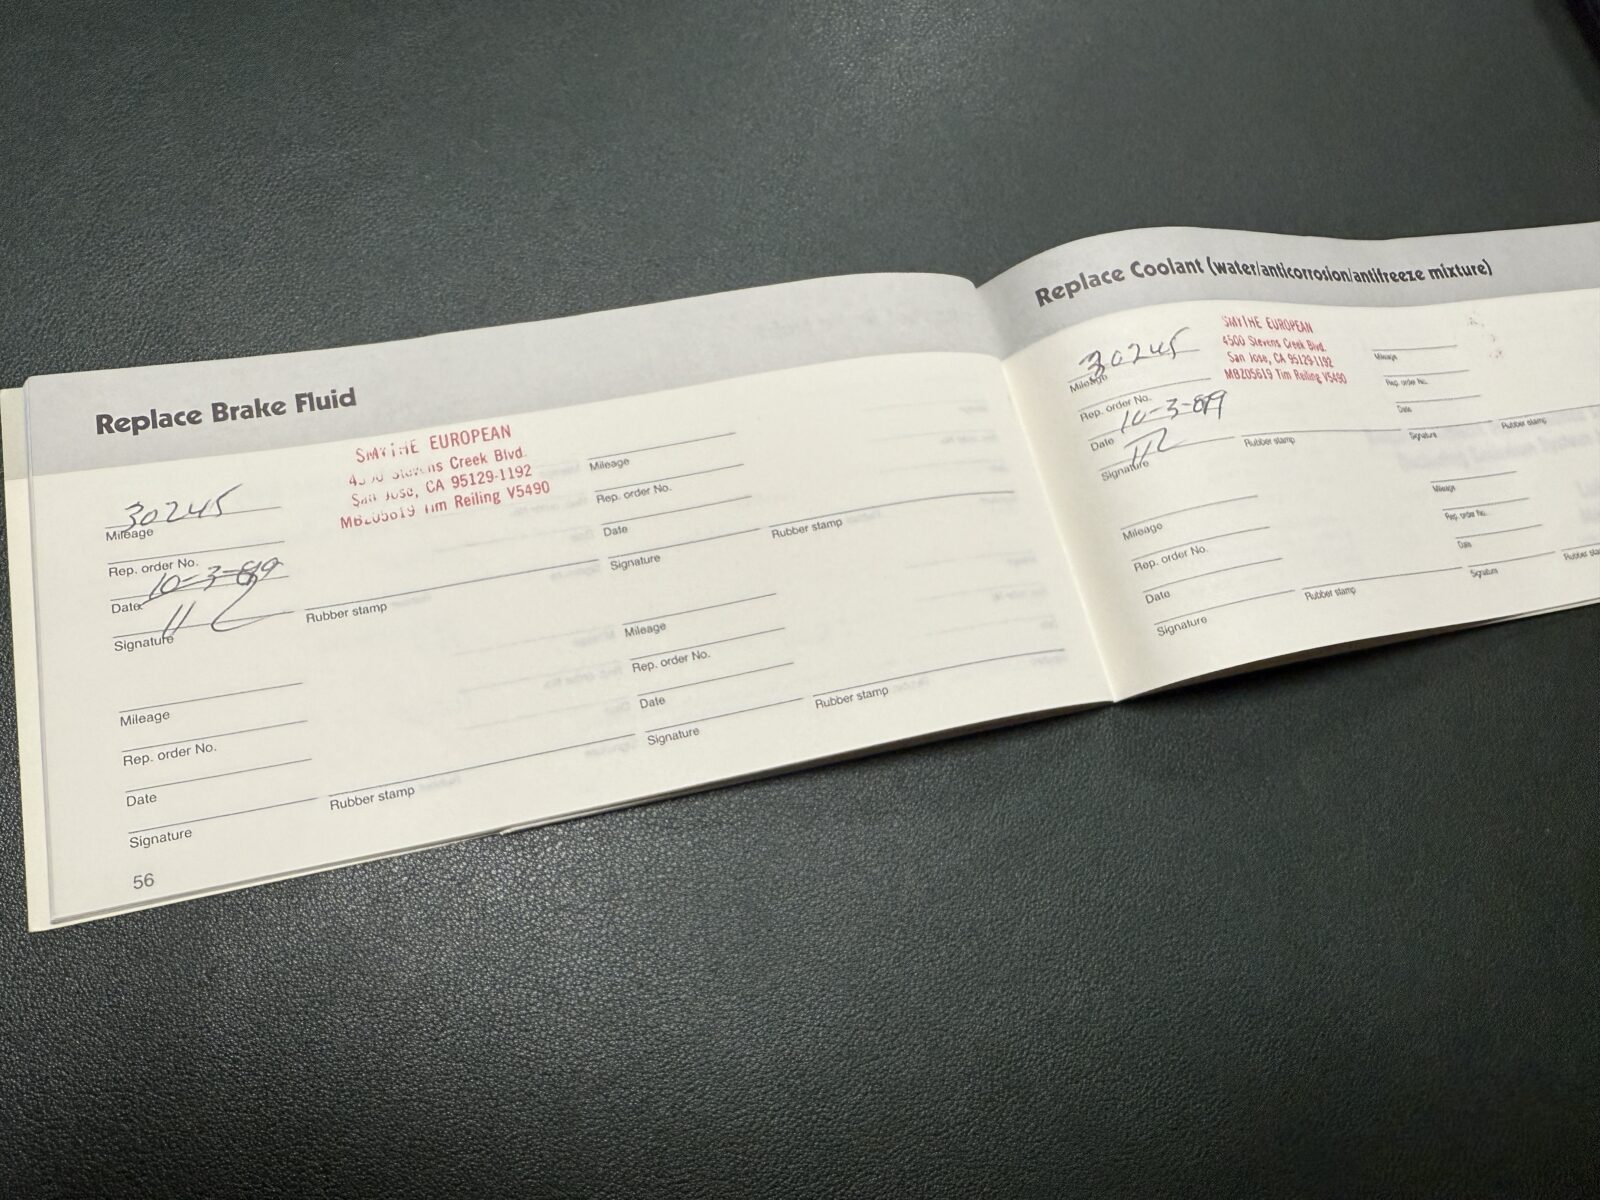 Replace Brake Fluid
SMYTHE EUROPEAN
4500 Stevens Creek Blvd.
San Jose, CA 95129-1192
MBZ05619 Tim Reiling V5490
30245
Mileage
Rep. order No.
10-3-89
Date
Signature
Rubber stamp
Mileage
Rep. order No.
Date
Signature
Rubber stamp
Mileage
Rep. order No.
Date
Signature
Rubber stamp
Mileage
Rep. order No.
Date
Signature
Rubber stamp
56
Replace Coolant (water/anticorrosion/antifreeze mixture)
SMYTHE EUROPEAN
4500 Stevens Creek Blvd.
San Jose, CA 95129-1192
MBZ05619 Tim Reiling V5490
30245
Mileage
Rep. order No.
10-3-89
Date
Signature
Rubber stamp
Mileage
Rep. order No.
Date
Signature
Rubber stamp
Mileage
Rep. order No.
Date
Signature
Rubber stamp
Mileage
Rep. order No.
Date
Signature
Rubber